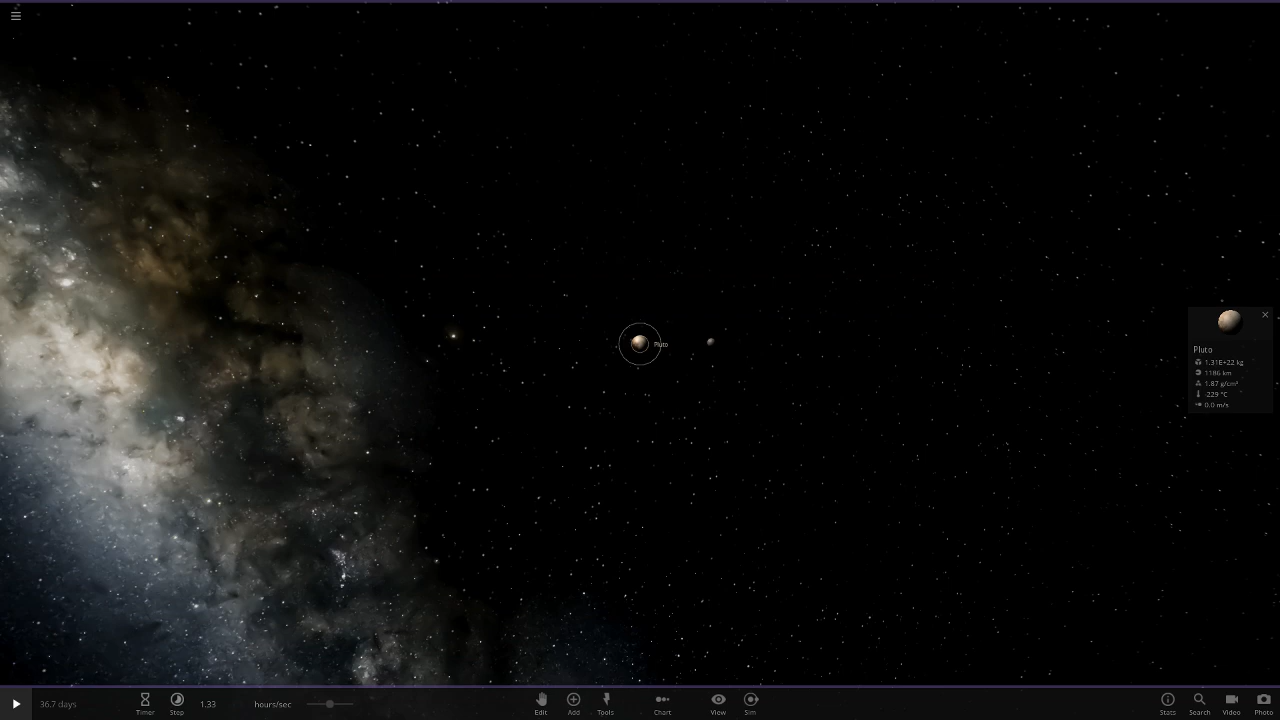 Pluto
Pluto
1.31E+22 kg
1186 km
1.87 g/cm³
-229 °C
0.0 m/s
36.7 days
Timer
Step
1.33
hours/sec
Edit
Add
Tools
Chart
View
Sim
Stats
Search
Video
Photo